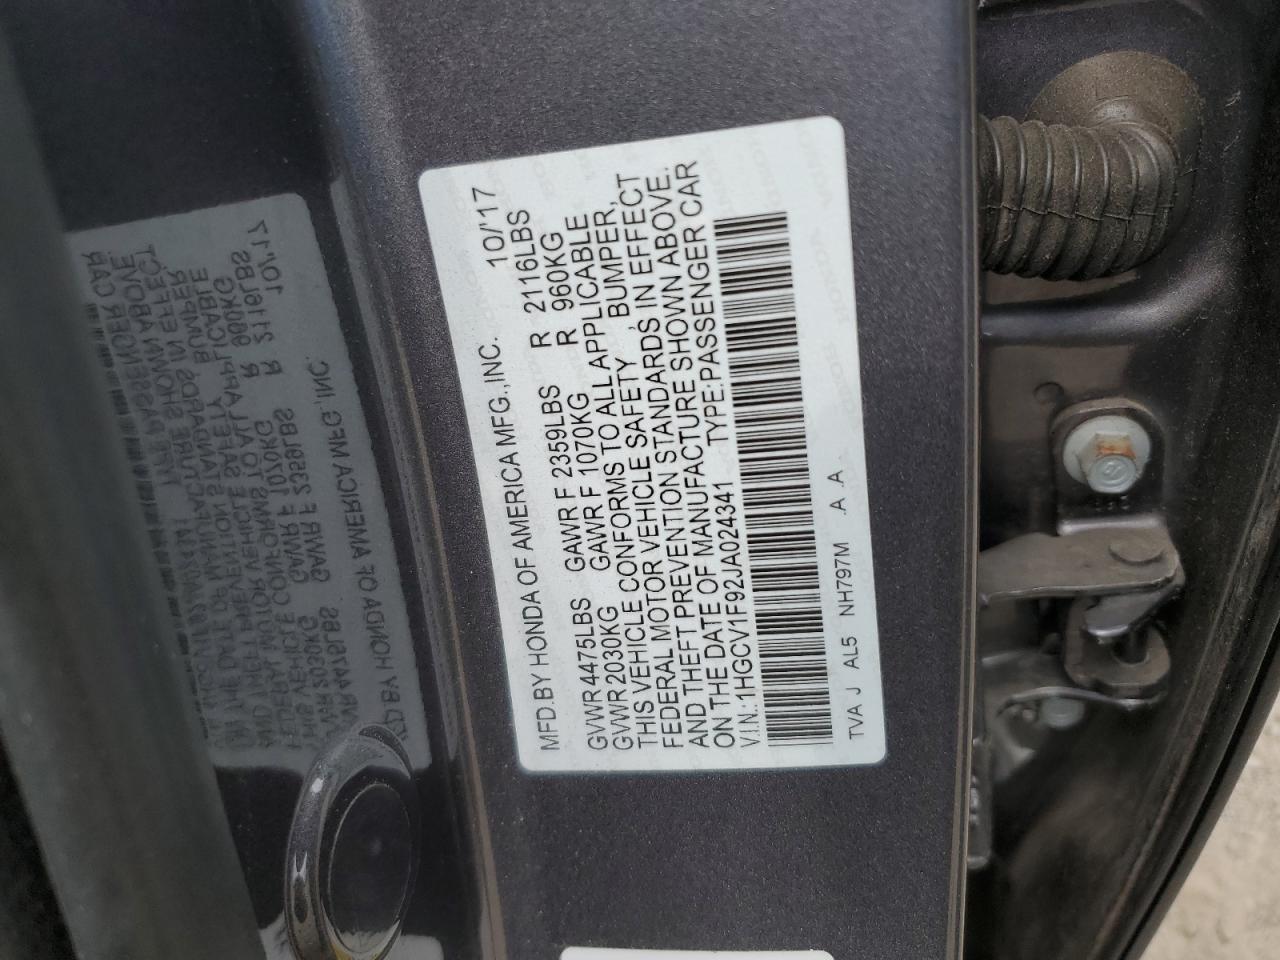 MFD.BY HONDA OF AMERICA MFG.,INC. 10/'17
GVWR 4475LBS GAWR F 2359LBS R 2116LBS
GVWR 2030KG GAWR F 1070KG R 960KG
THIS VEHICLE CONFORMS TO ALL APPLICABLE
FEDERAL MOTOR VEHICLE SAFETY, BUMPER,
AND THEFT PREVENTION STANDARDS IN EFFECT
ON THE DATE OF MANUFACTURE SHOWN ABOVE.
V.I.N.:1HGCV1F92JA024341 TYPE:PASSENGER CAR
TVA J AL5 NH797M A A